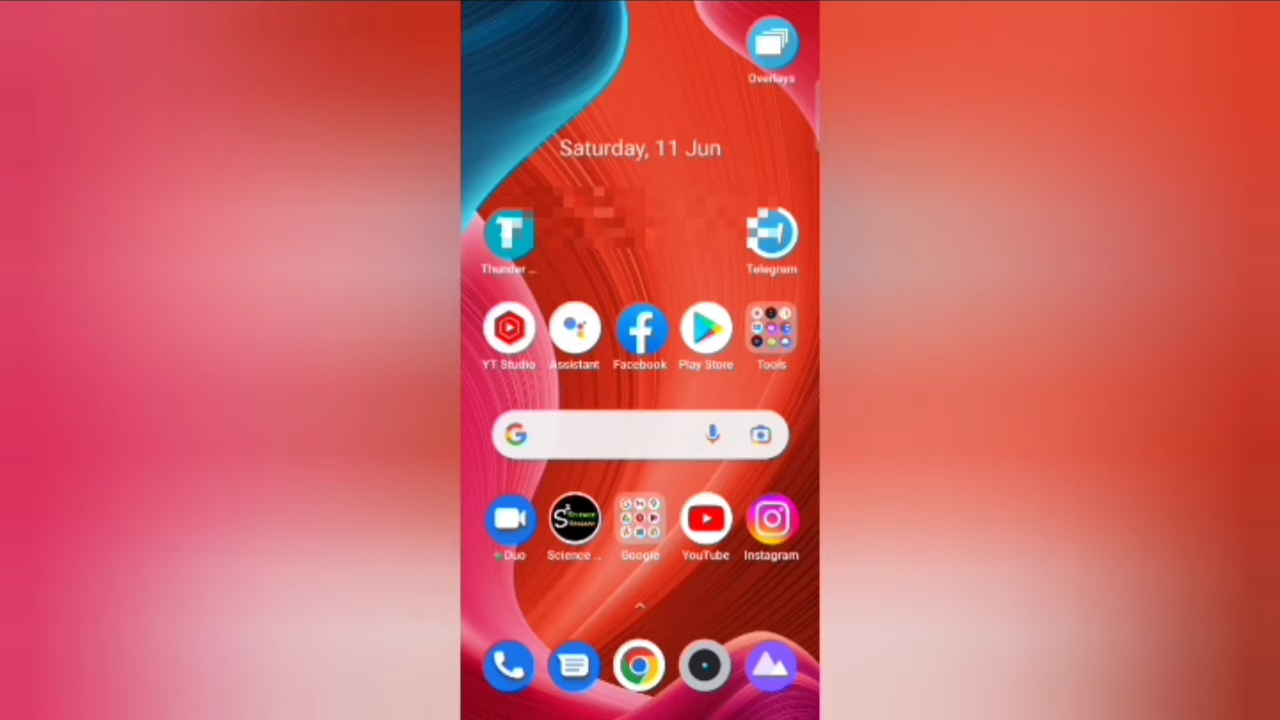 Overlays
Saturday, 11 Jun
Thunder ...
Telegram
YT Studio
Assistant
Facebook
Play Store
Tools
Duo
Science ...
Google
YouTube
Instagram